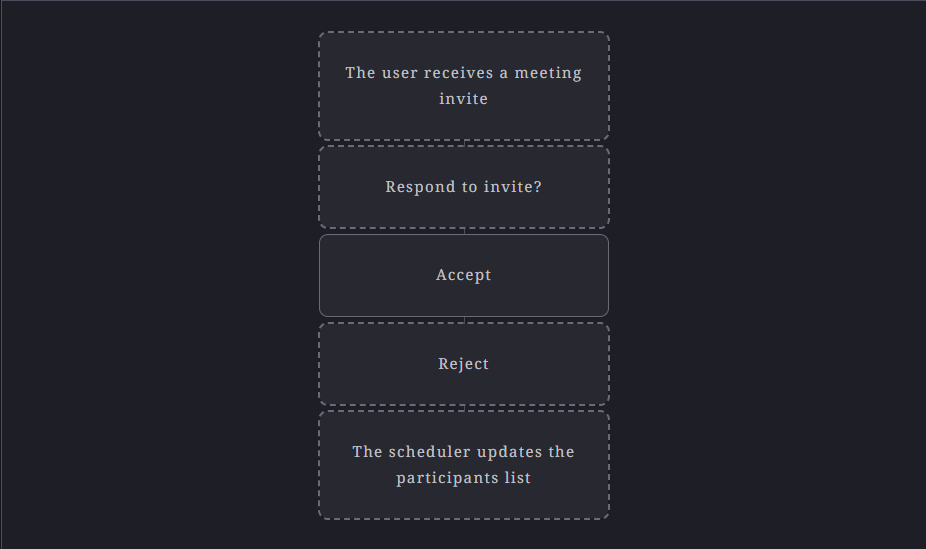 The user receives a meeting
invite
Respond to invite?
Accept
Reject
The scheduler updates the
participants list